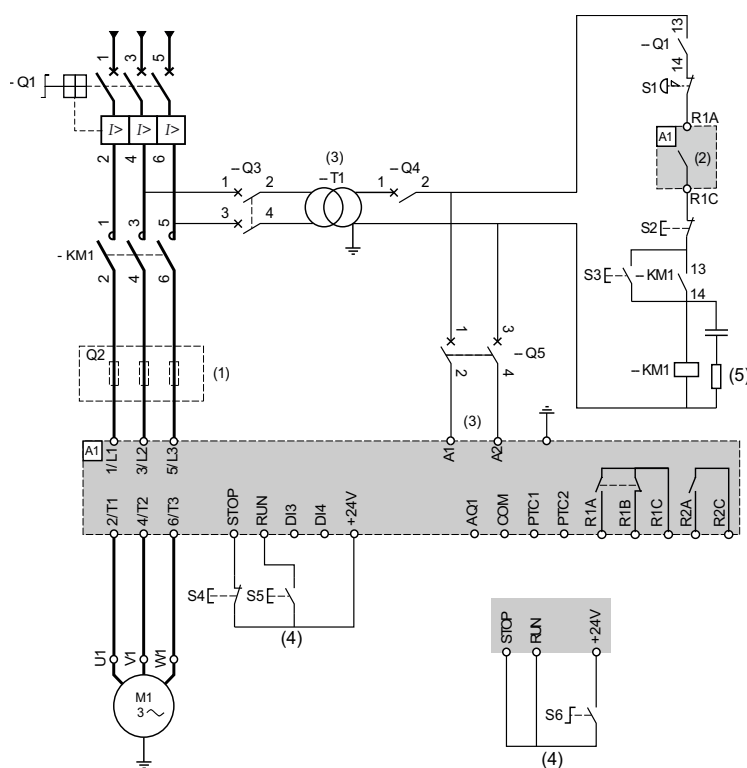 13
– Q1
14
S1
R1A
A1
(2)
R1C
S2
S3
– KM1
13
14
– KM1
(5)
– Q1
1
3
5
I>
I>
I>
2
4
6
– Q3
1
2
3
4
(3)
– T1
– Q4
1
2
1
3
5
- KM1
2
4
6
1
3
– Q5
2
4
Q2
(1)
(3)
A1
1/L1
3/L2
5/L3
A1
A2
2/T1
4/T2
6/T3
STOP
RUN
DI3
DI4
+24V
AQ1
COM
PTC1
PTC2
R1A
R1B
R1C
R2A
R2C
S4
S5
(4)
STOP
RUN
+24V
S6
(4)
U1
V1
W1
M1
3